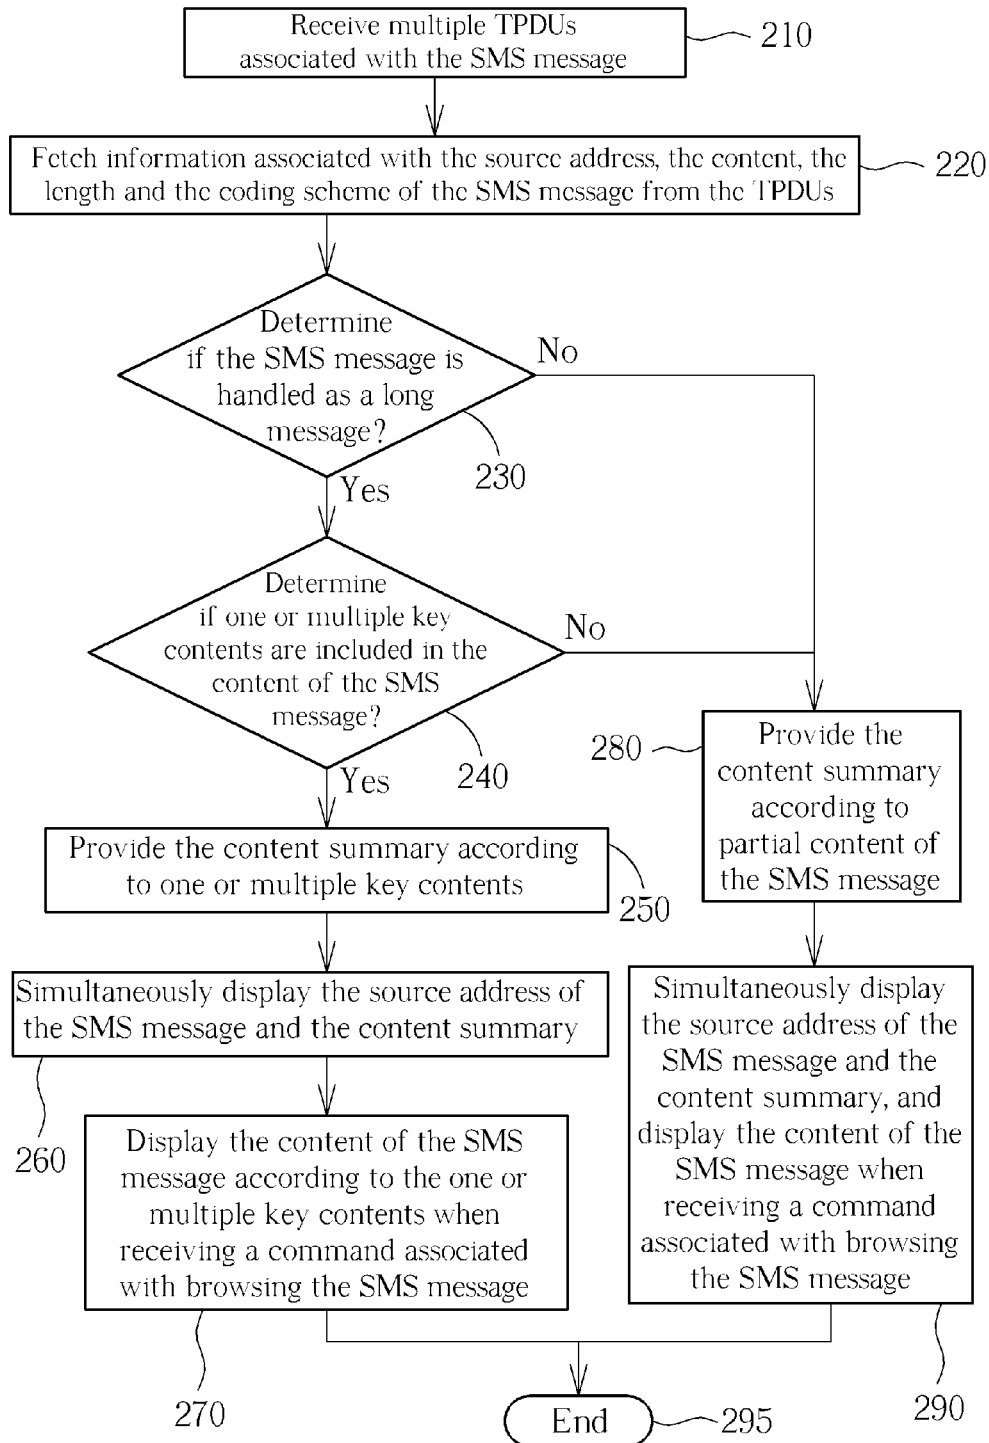 Receive multiple TPDUs
associated with the SMS message
210
Fetch information associated with the source address, the content, the
length and the coding scheme of the SMS message from the TPDUs
220
Determine
if the SMS message is
handled as a long
message?
No
230
Yes
Determine
if one or multiple key
contents are included in the
content of the SMS
message?
No
240
Yes
280
Provide the
content summary
according to
partial content of
the SMS message
Provide the content summary according
to one or multiple key contents
250
Simultaneously display the source address of
the SMS message and the content summary
260
Simultaneously display
the source address of the
SMS message and the
content summary, and
display the content of the
SMS message when
receiving a command
associated with browsing
the SMS message
Display the content of the SMS
message according to the one or
multiple key contents when
receiving a command associated
with browsing the SMS message
270
290
End
295